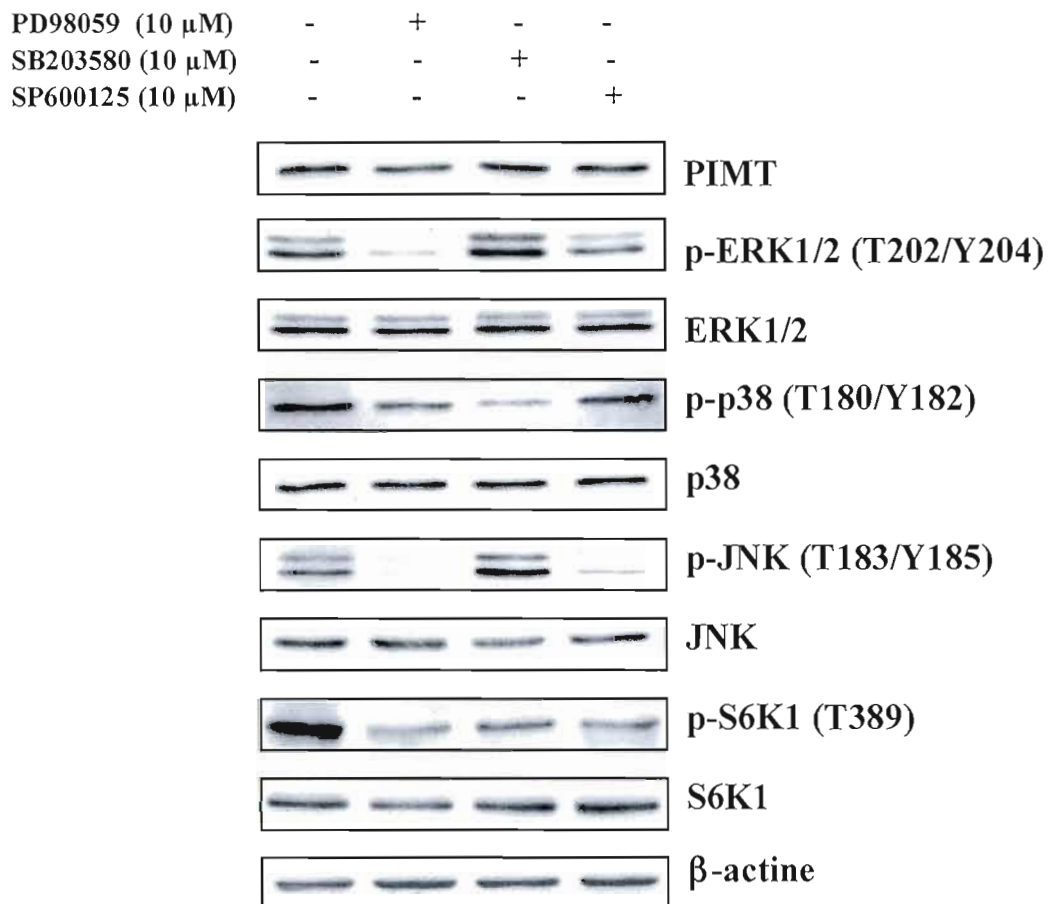 PD98059 (10 μM) - + - -
SB203580 (10 μM) - - + -
SP600125 (10 μM) - - - +
PIMT
p-ERK1/2 (T202/Y204)
ERK1/2
p-p38 (T180/Y182)
p38
p-JNK (T183/Y185)
JNK
p-S6K1 (T389)
S6K1
β-actine